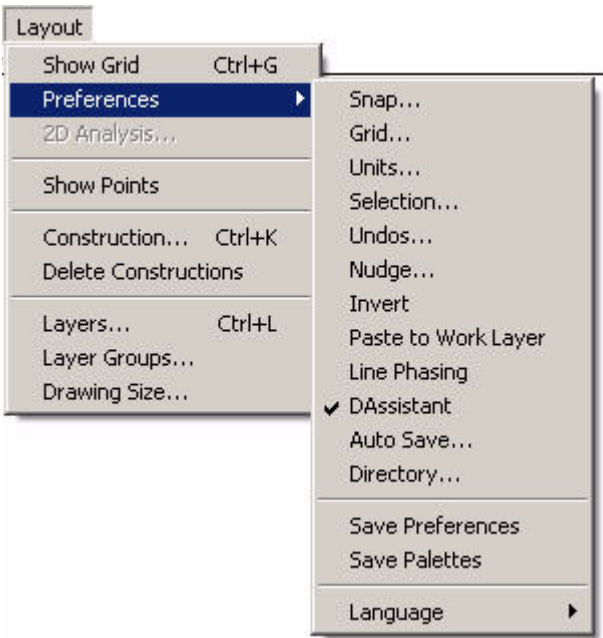 Layout
Show Grid Ctrl+G
Preferences
2D Analysis...
Show Points
Construction... Ctrl+K
Delete Constructions
Layers... Ctrl+L
Layer Groups...
Drawing Size...
Snap...
Grid...
Units...
Selection...
Undos...
Nudge...
Invert
Paste to Work Layer
Line Phasing
DAssistant
Auto Save...
Directory...
Save Preferences
Save Palettes
Language